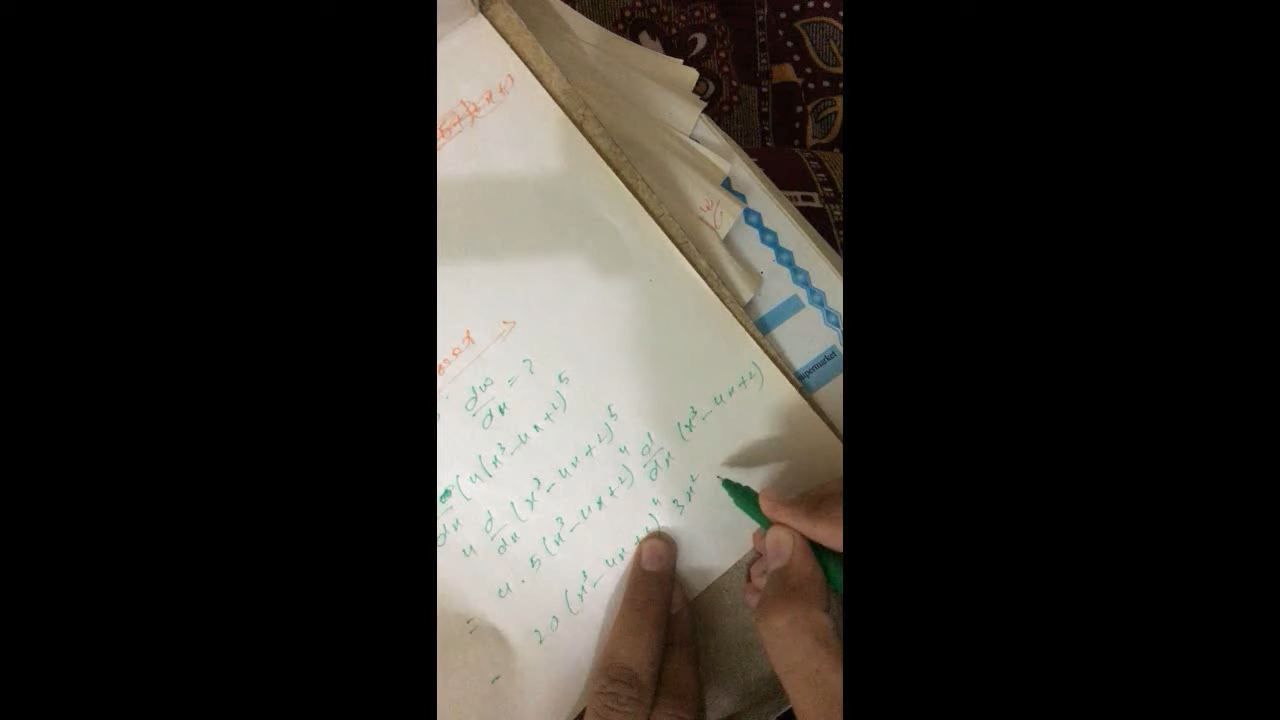 dw/dx = ?
d/dx (4(x³ - 4x + 2)⁵
4 d/dx (x³ - 4x + 2)⁵
= 4 . 5 (x³ - 4x + 2)⁴ d/dx (x³ - 4x + 2)
20 (x³ - 4x + 2)⁴ 3x²
supermarket